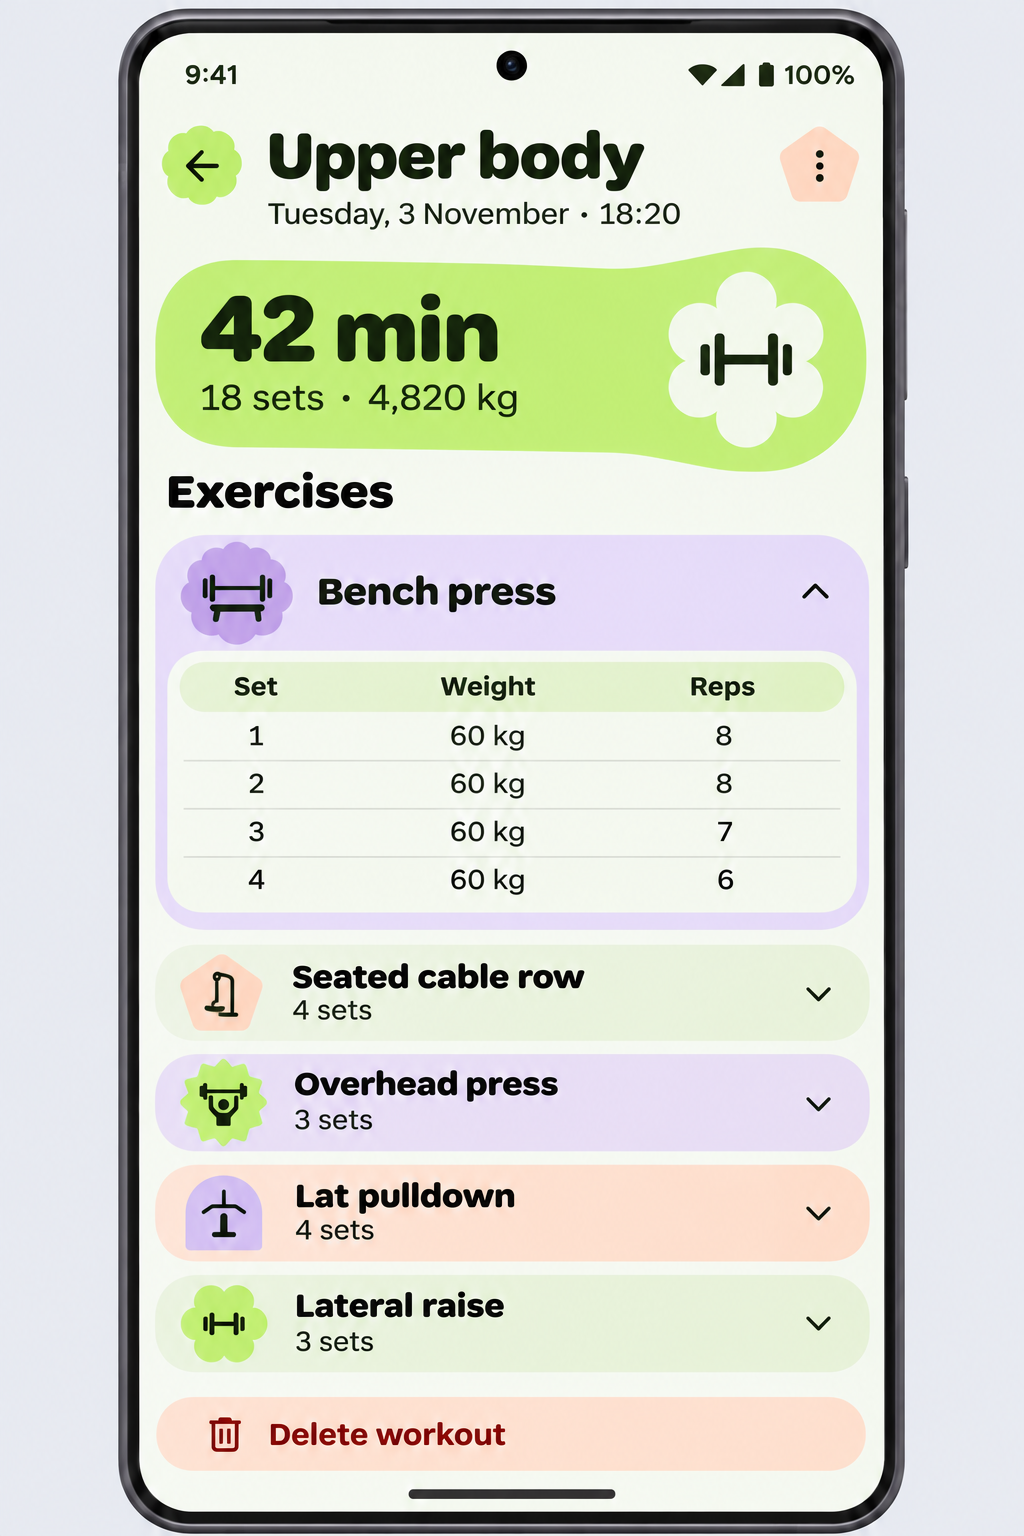 9:41 100%
Upper body
Tuesday, 3 November • 18:20
42 min
18 sets • 4,820 kg
Exercises
Bench press
Set Weight Reps
1 60 kg 8
2 60 kg 8
3 60 kg 7
4 60 kg 6
Seated cable row
4 sets
Overhead press
3 sets
Lat pulldown
4 sets
Lateral raise
3 sets
Delete workout